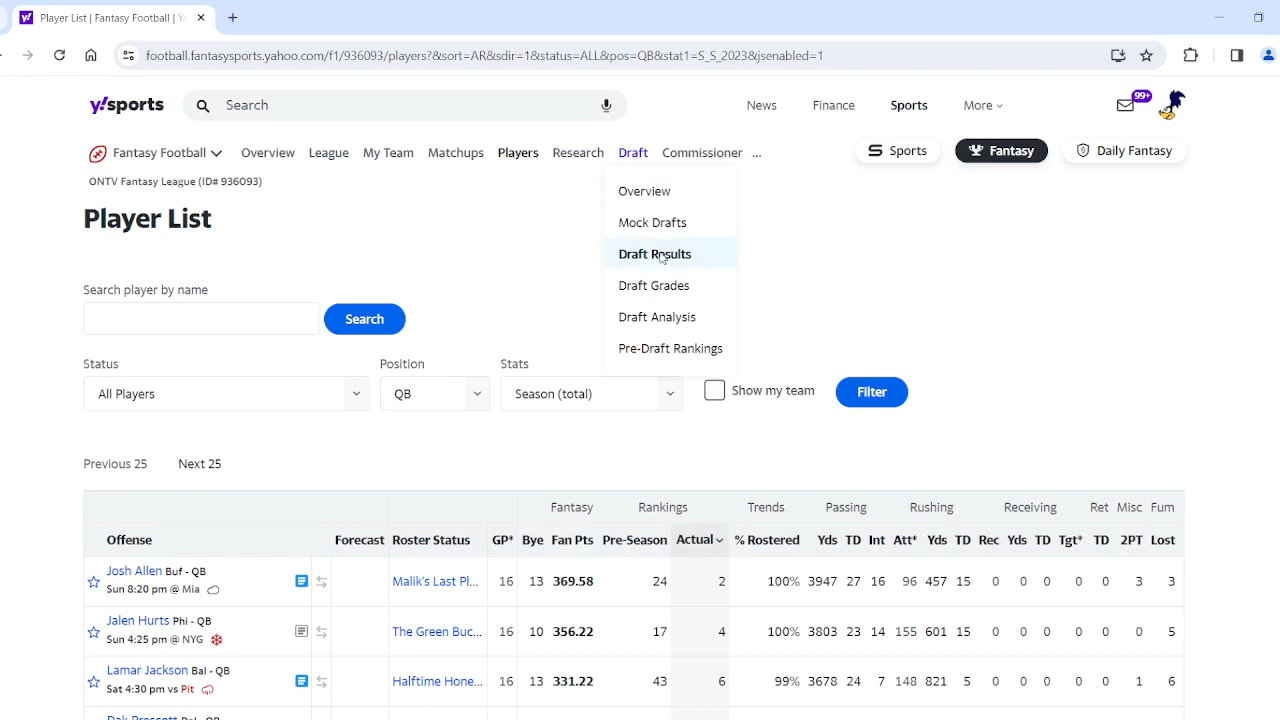 Player List | Fantasy Football | Y
football.fantasysports.yahoo.com/f1/936093/players?&sort=AR&sdir=1&status=ALL&pos=QB&stat1=S_S_2023&jsenabled=1
y!sports Search News Finance Sports More 99+
Fantasy Football Overview League My Team Matchups Players Research Draft Commissioner ... Sports Fantasy Daily Fantasy
ONTV Fantasy League (ID# 936093)
Player List
Overview
Mock Drafts
Draft Results
Draft Grades
Draft Analysis
Pre-Draft Rankings
Search player by name
Search
Status Position Stats
All Players QB Season (total) Show my team Filter
Previous 25 Next 25
Fantasy Rankings Trends Passing Rushing Receiving Ret Misc Fum
Offense Forecast Roster Status GP* Bye Fan Pts Pre-Season Actual % Rostered Yds TD Int Att* Yds TD Rec Yds TD Tgt* TD 2PT Lost
Josh Allen Buf - QB
Sun 8:20 pm @ Mia
Malik's Last Pl... 16 13 369.58 24 2 100% 3947 27 16 96 457 15 0 0 0 0 0 3 3
Jalen Hurts Phi - QB
Sun 4:25 pm @ NYG
The Green Buc... 16 10 356.22 17 4 100% 3803 23 14 155 601 15 0 0 0 0 0 0 5
Lamar Jackson Bal - QB
Sat 4:30 pm vs Pit
Halftime Hone... 16 13 331.22 43 6 99% 3678 24 7 148 821 5 0 0 0 0 0 1 6
Dak Prescott Dal - QB